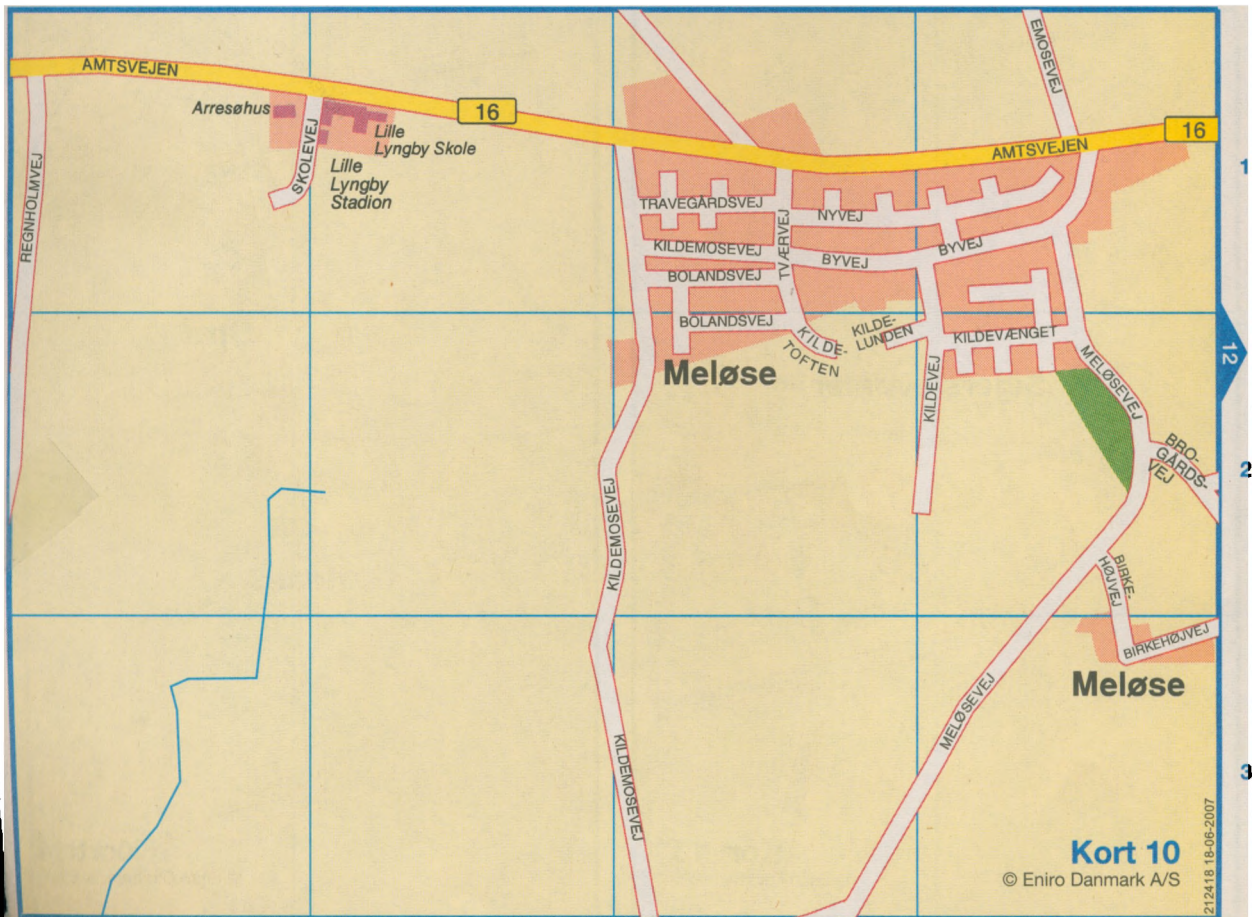 EMOSEVEJ
AMTSVEJEN
16
16
Arresøhus
Lille
Lyngby Skole
SKOLEVEJ
Lille
Lyngby
Stadion
AMTSVEJEN
1
REGNHOLMVEJ
TRAVEGÅRDSVEJ
NYVEJ
TVÆRVEJ
KILDEMOSEVEJ
BYVEJ
BYVEJ
BOLANDSVEJ
BOLANDSVEJ
KILDE-
TOFTEN
KILDE-
LUNDEN
KILDEVÆNGET
12
Meløse
KILDEVEJ
MELØSEVEJ
BRO-
GÅRDS-
VEJ
2
KILDEMOSEVEJ
BIRKE-
HØJVEJ
BIRKEHØJVEJ
Meløse
MELØSEVEJ
KILDEMOSEVEJ
3
Kort 10
© Eniro Danmark A/S
212418 18-06-2007